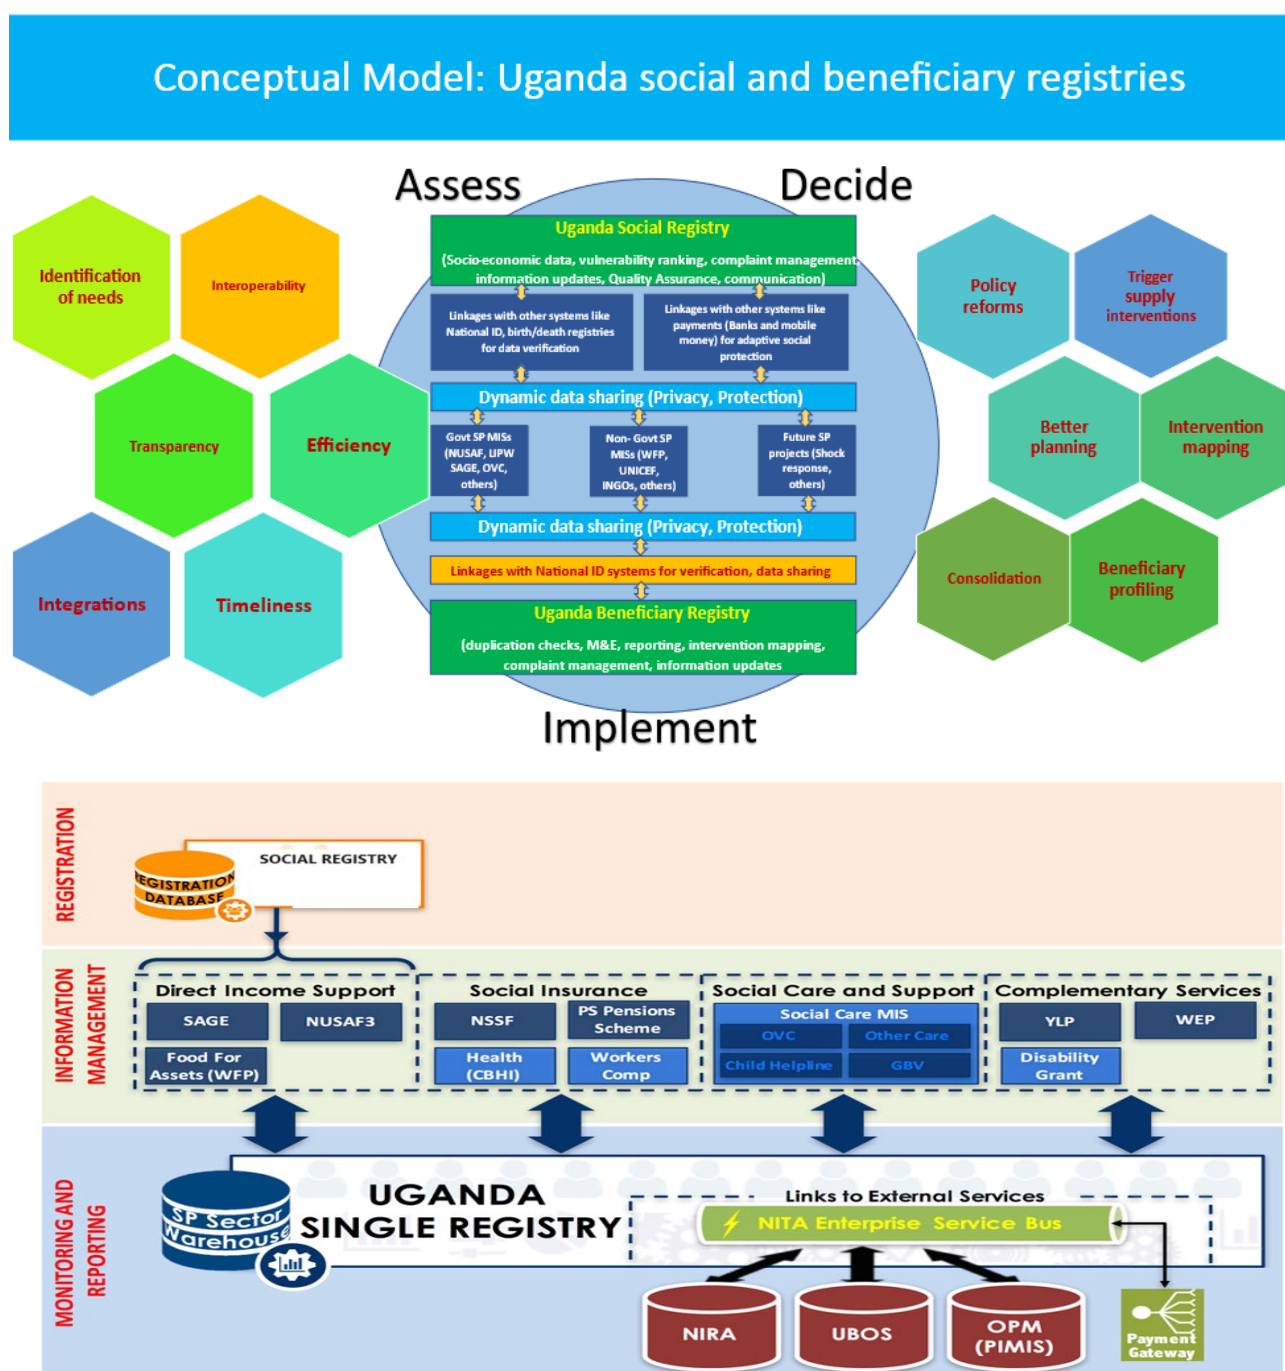 Conceptual Model: Uganda social and beneficiary registries
Assess
Decide
Identification
of needs
Interoperability
Transparency
Efficiency
Integrations
Timeliness
Uganda Social Registry
(Socio-economic data, vulnerability ranking, complaint management,
information updates, Quality Assurance, communication)
Linkages with other systems like
National ID, birth/death registries
for data verification
Linkages with other systems like
payments (Banks and mobile
money) for adaptive social
protection
Dynamic data sharing (Privacy, Protection)
Govt SP MISs
(NUSAF, LIPW
SAGE, OVC,
others)
Non- Govt SP
MISs (WFP,
UNICEF,
INGOs, others)
Future SP
projects (Shock
response,
others)
Dynamic data sharing (Privacy, Protection)
Linkages with National ID systems for verification, data sharing
Uganda Beneficiary Registry
(duplication checks, M&E, reporting, intervention mapping,
complaint management, information updates
Implement
Policy
reforms
Trigger
supply
interventions
Better
planning
Intervention
mapping
Consolidation
Beneficiary
profiling
REGISTRATION
SOCIAL REGISTRY
REGISTRATION
DATABASE
INFORMATION
MANAGEMENT
Direct Income Support
SAGE
NUSAF3
Food For
Assets (WFP)
Social Insurance
NSSF
PS Pensions
Scheme
Health
(CBHI)
Workers
Comp
Social Care and Support
Social Care MIS
OVC
Other Care
Child Helpline
GBV
Complementary Services
YLP
WEP
Disability
Grant
MONITORING AND
REPORTING
SP Sector
Warehouse
UGANDA
SINGLE REGISTRY
Links to External Services
NITA Enterprise Service Bus
NIRA
UBOS
OPM
(PIMIS)
Payment
Gateway